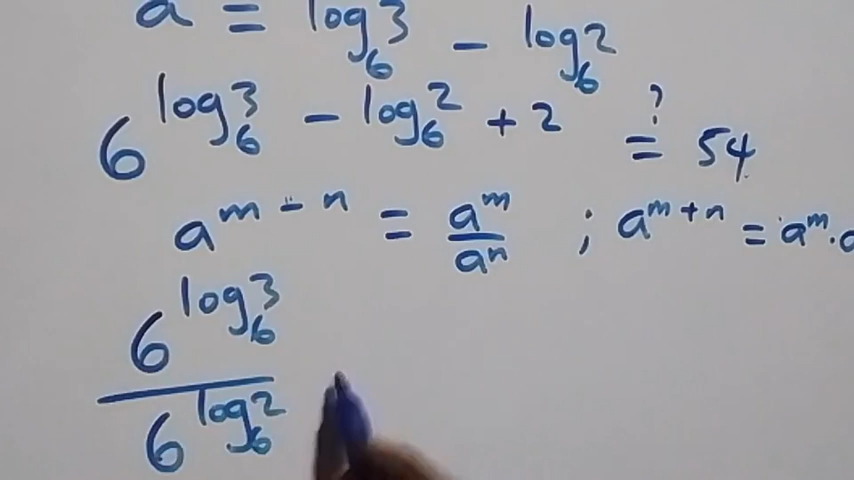 a = log₆3 - log₆2
6^(log₆3 - log₆2 + 2) =? 54
a^(m-n) = a^m/a^n ; a^(m+n) = a^m · a
6^(log₆3)
6^(log₆2)